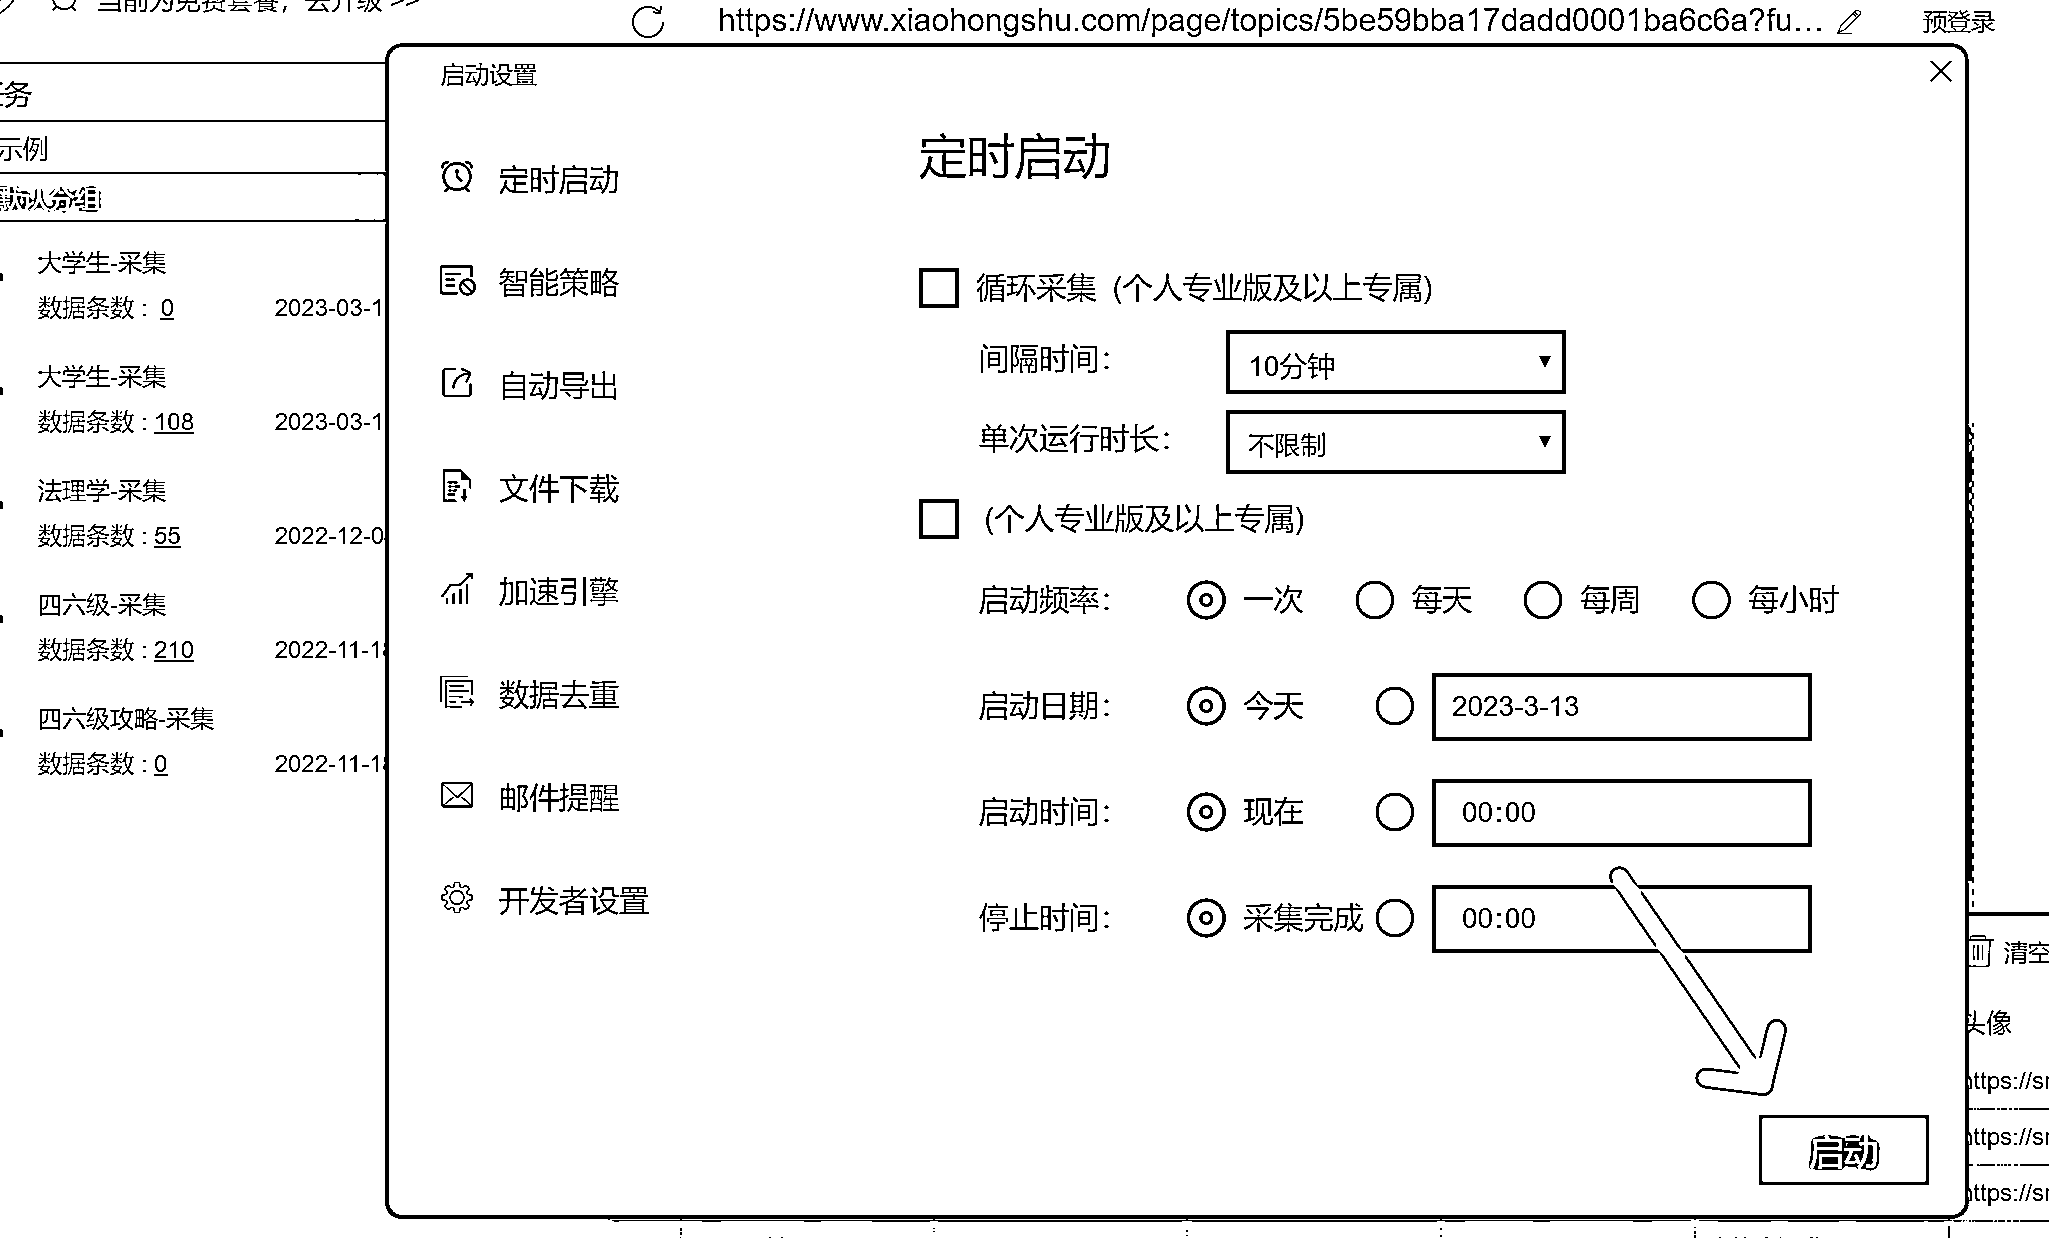 当前为免费套餐，去升级 >>
https://www.xiaohongshu.com/page/topics/5be59bba17dadd0001ba6c6a?fu...
预登录
任务
示例
默认分组
大学生-采集
数据条数： 0 2023-03-1
大学生-采集
数据条数：108 2023-03-1
法理学-采集
数据条数：55 2022-12-0
四六级-采集
数据条数：210 2022-11-18
四六级攻略-采集
数据条数：0 2022-11-18
启动设置
定时启动
智能策略
自动导出
文件下载
加速引擎
数据去重
邮件提醒
开发者设置
定时启动
循环采集 (个人专业版及以上专属)
间隔时间： 10分钟
单次运行时长： 不限制
(个人专业版及以上专属)
启动频率： 一次 每天 每周 每小时
启动日期： 今天 2023-3-13
启动时间： 现在 00:00
停止时间： 采集完成 00:00
启动
清空
头像
https://sn
https://sn
https://sn